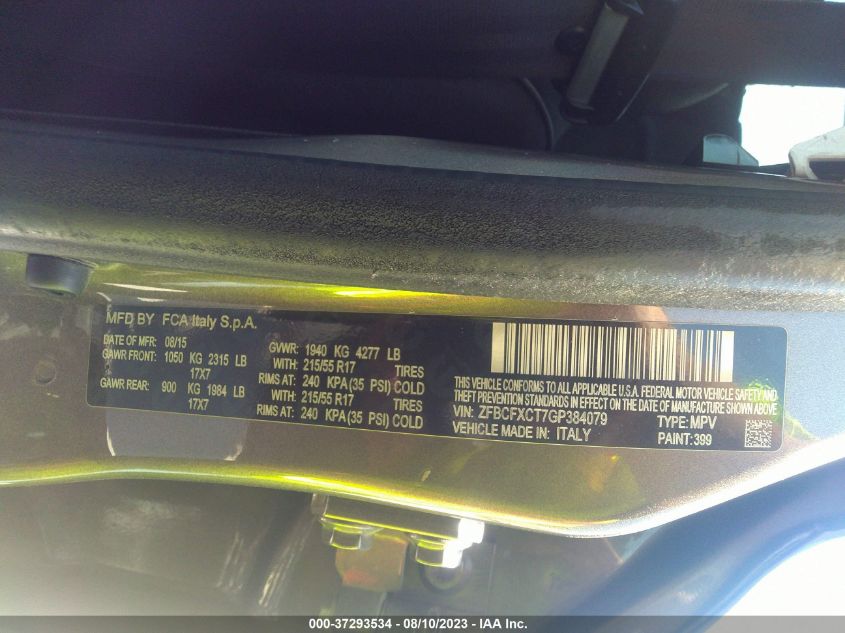 MFD BY FCA Italy S.p.A.
DATE OF MFR: 08/15 GVWR: 1940 KG 4277 LB
GAWR FRONT: 1050 KG 2315 LB WITH: 215/55 R17 TIRES
17X7 RIMS AT: 240 KPA(35 PSI) COLD
GAWR REAR: 900 KG 1984 LB WITH: 215/55 R17 TIRES
17X7 RIMS AT: 240 KPA(35 PSI) COLD
THIS VEHICLE CONFORMS TO ALL APPLICABLE U.S.A. FEDERAL MOTOR VEHICLE SAFETY AND
THEFT PREVENTION STANDARDS IN EFFECT ON THE DATE OF MANUFACTURE SHOWN ABOVE
VIN: ZFBCFXCT7GP384079 TYPE: MPV
VEHICLE MADE IN: ITALY PAINT: 399
000-37293534 - 08/10/2023 - IAA Inc.